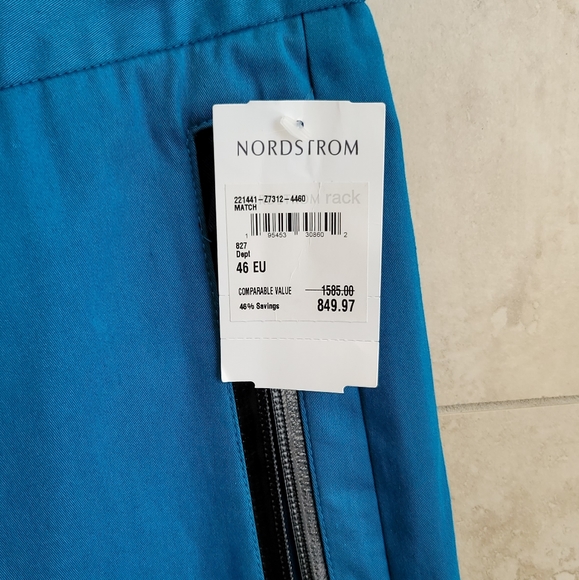 NORDSTROM
221441-Z7312-4460
M rack
MATCH
1 95453 30860 2
827
Dept
46 EU
COMPARABLE VALUE 1585.00
46% Savings 849.97